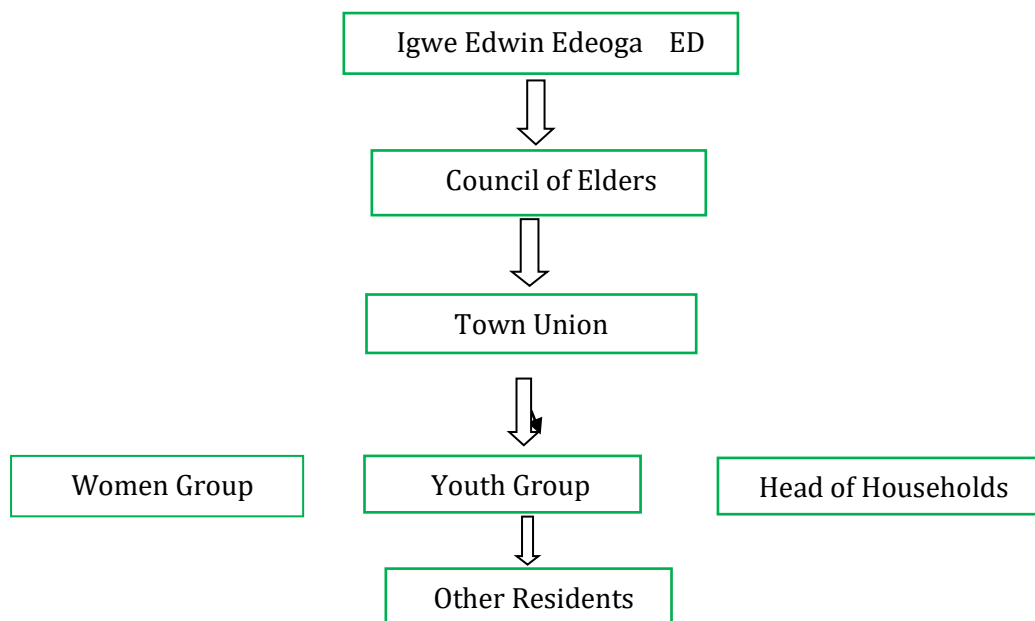 Igwe Edwin Edeoga ED
Council of Elders
Town Union
Women Group
Youth Group
Head of Households
Other Residents